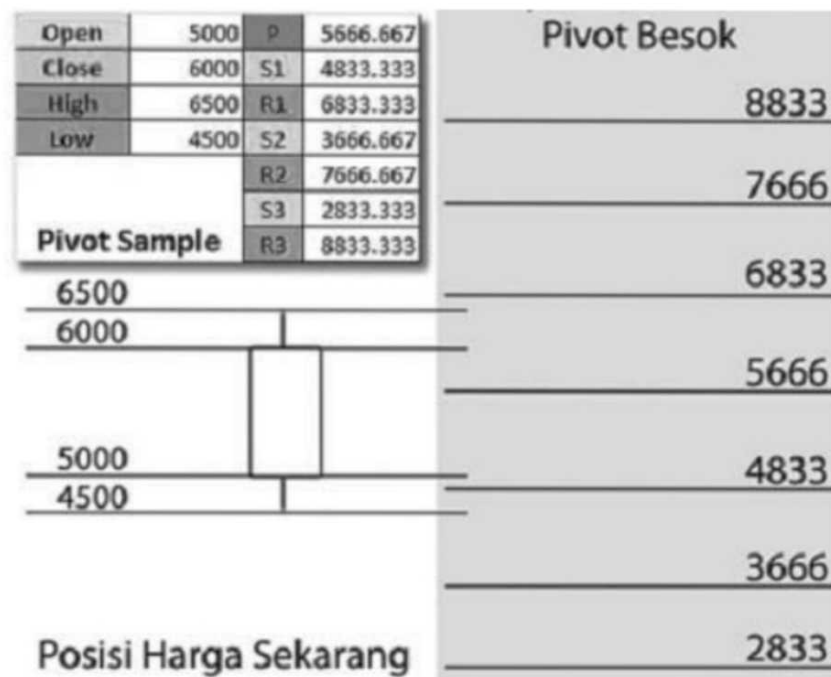 Open 5000 P 5666.667
Close 6000 S1 4833.333
High 6500 R1 6833.333
Low 4500 S2 3666.667
R2 7666.667
S3 2833.333
Pivot Sample R3 8833.333
6500
6000
5000
4500
Posisi Harga Sekarang
Pivot Besok
8833
7666
6833
5666
4833
3666
2833